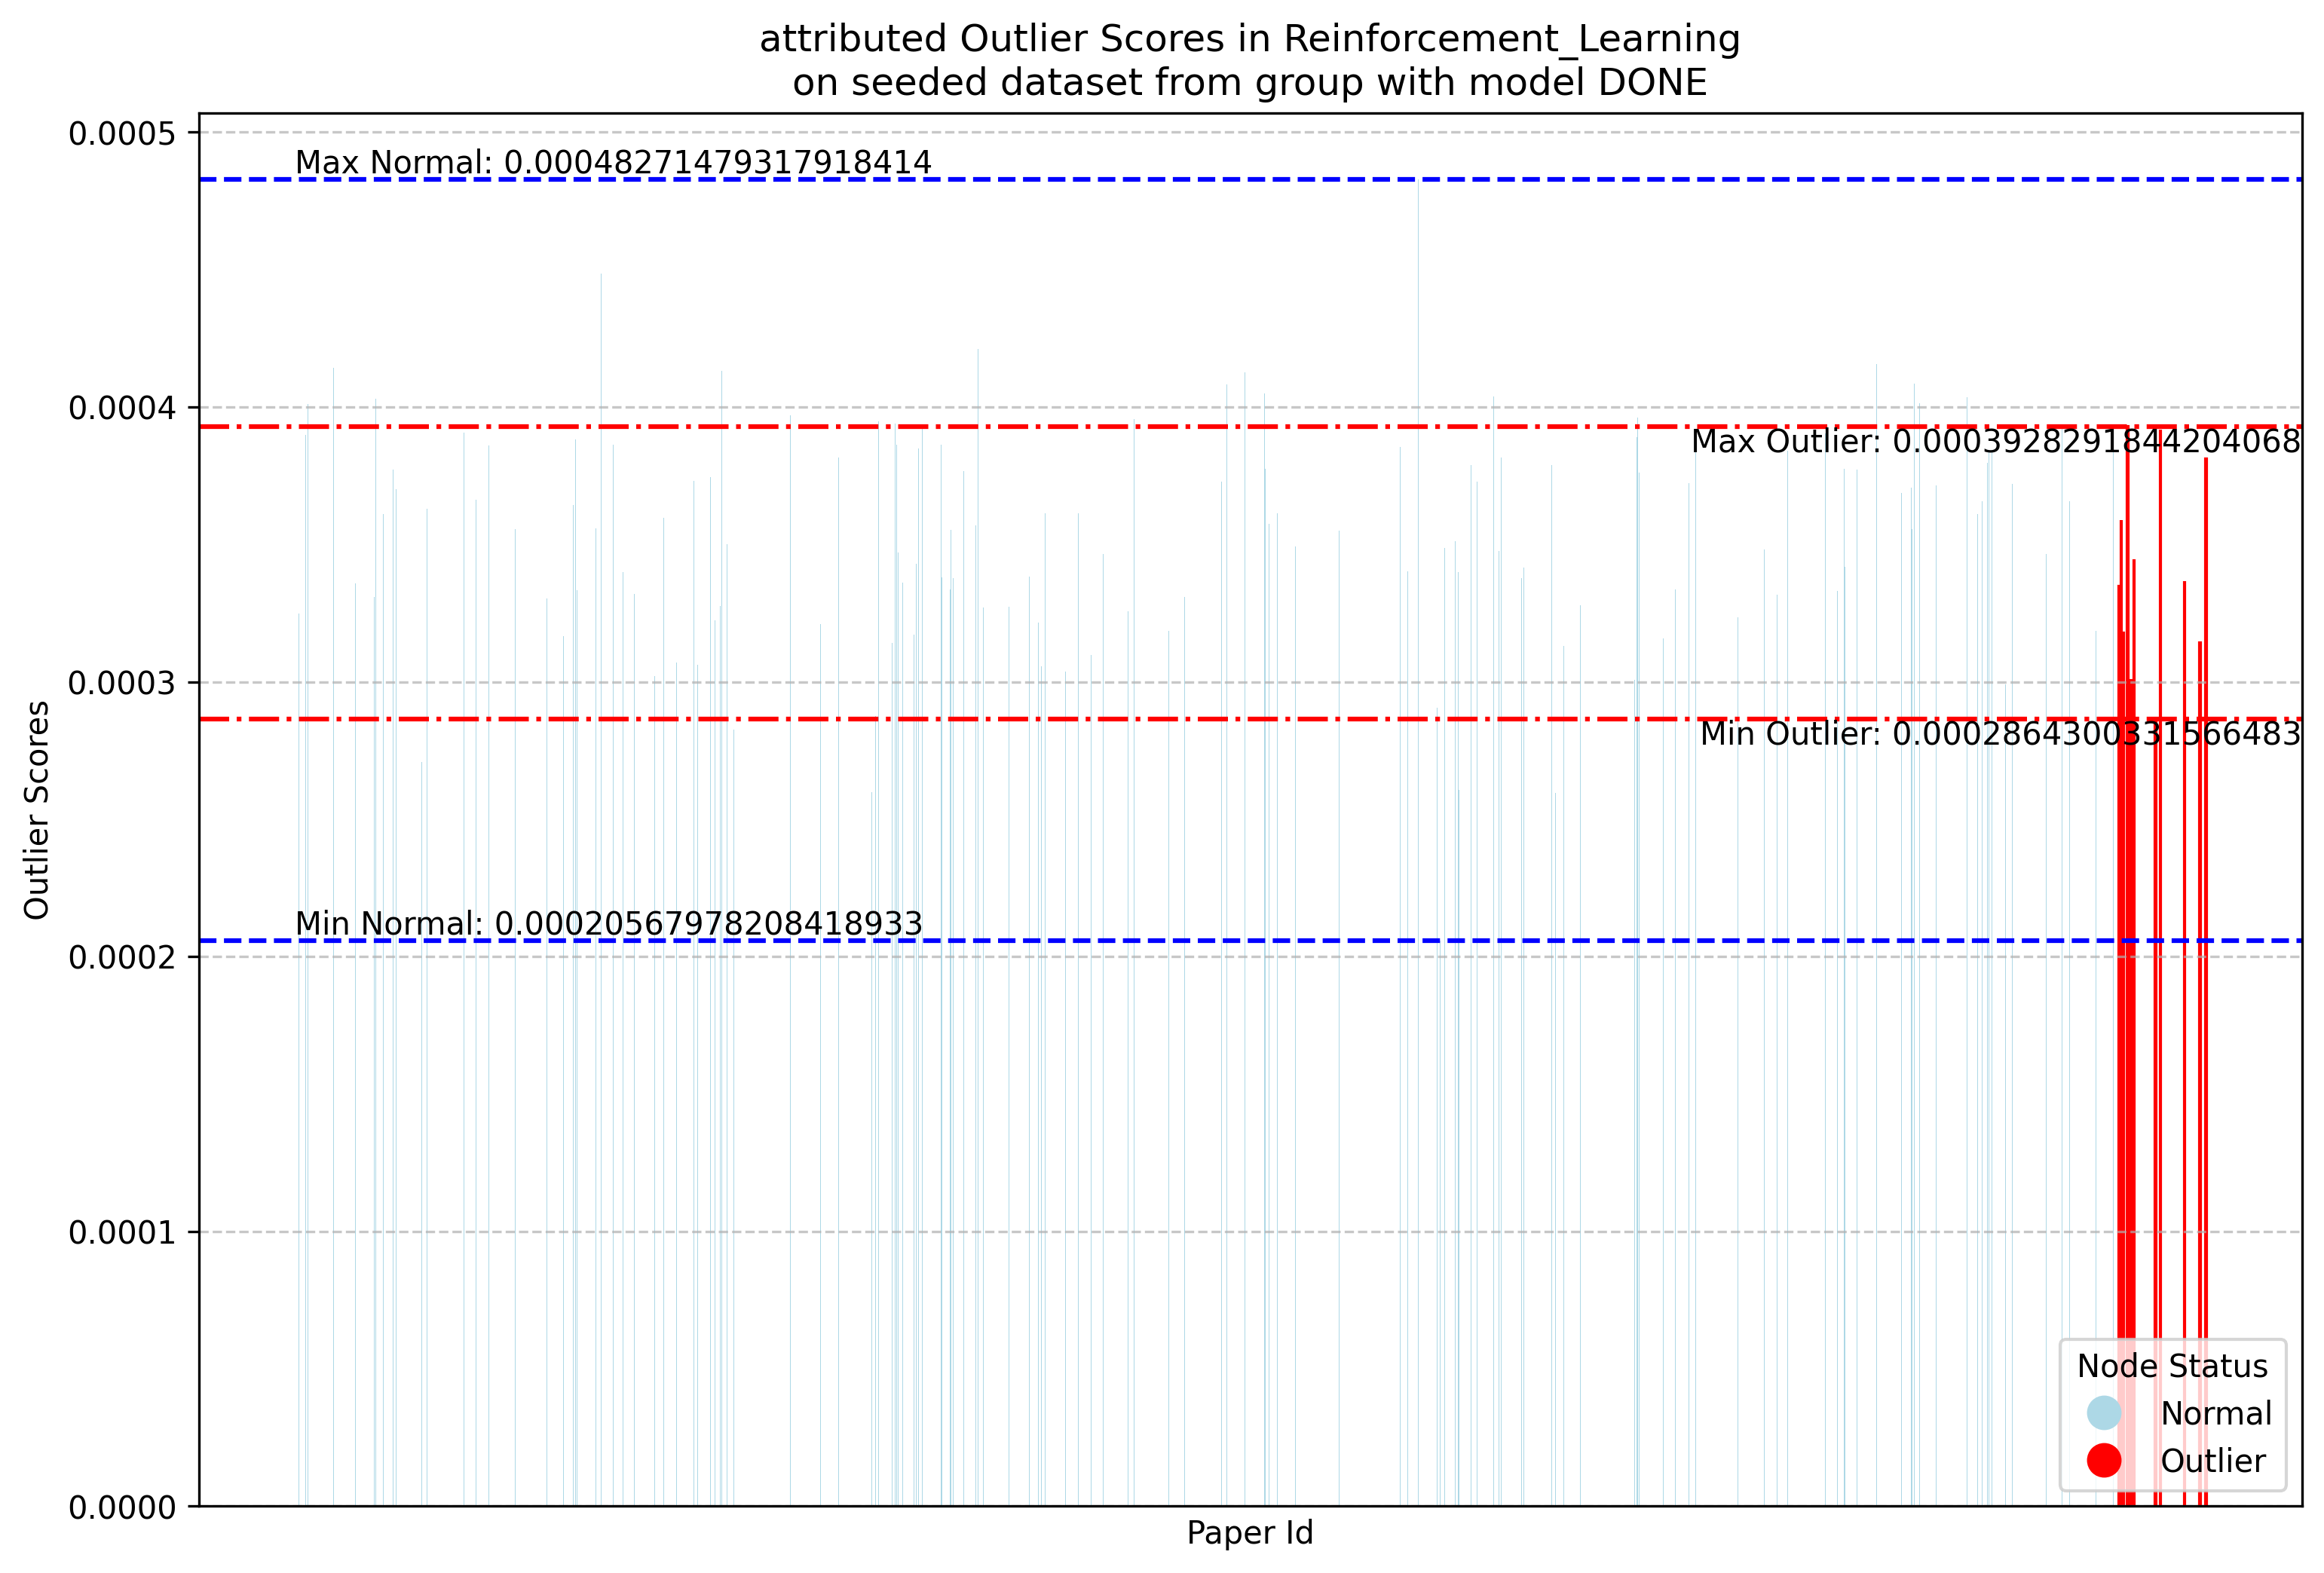 attributed Outlier Scores in Reinforcement_Learning
on seeded dataset from group with model DONE
0.0005
Max Normal: 0.00048271479317918414
0.0004
Max Outlier: 0.0003928291844204068
0.0003
Min Outlier: 0.0002864300331566483
Outlier Scores
Min Normal: 0.00020567978208418933
0.0002
0.0001
Node Status
Normal
Outlier
0.0000
Paper Id